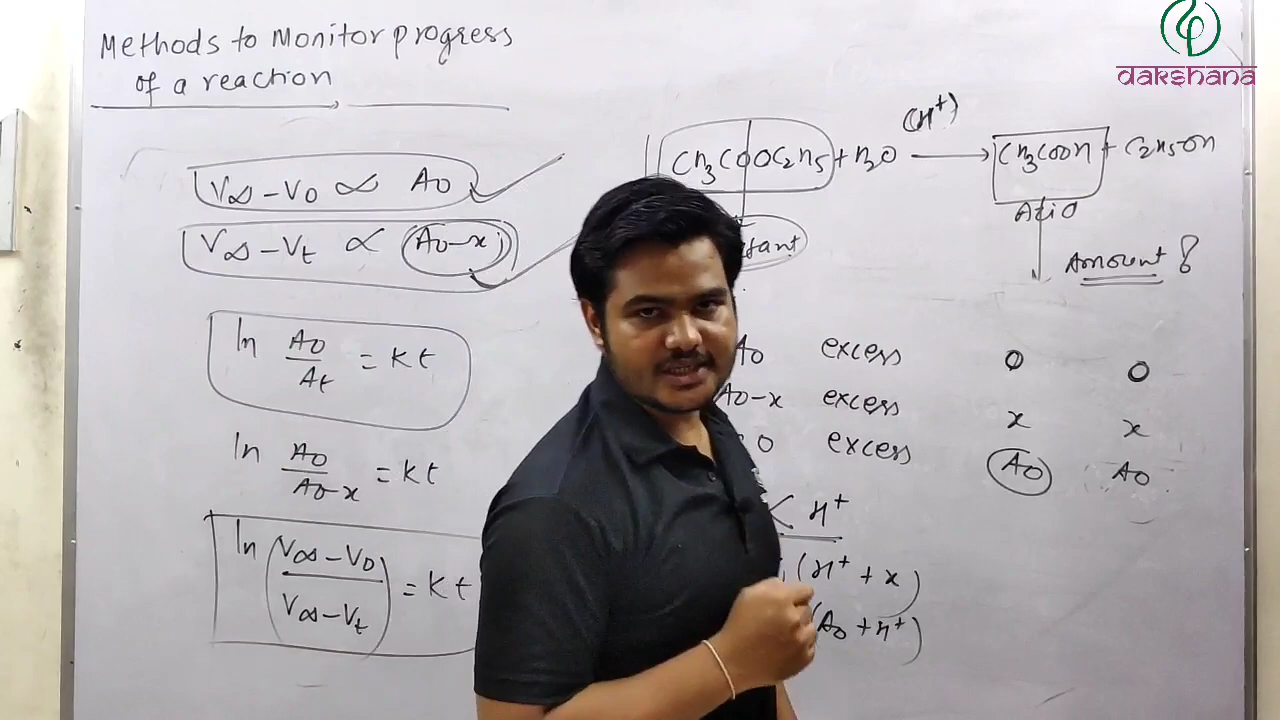 Methods to Monitor progress
of a reaction
dakshana
V∞ - V0 ∝ A0
V∞ - Vt ∝ (A0-x)
ln A0/At = Kt
ln A0/A0-x = Kt
ln (V∞ - V0/V∞ - Vt) = Kt
(H+)
CH3COOC2H5 + H2O → CH3COOH + C2H5OH
Acid
Amount ?
A0 excess 0 0
A0-x excess x x
0 excess A0 A0
H+
(H+ + x)
(A0 + H+)